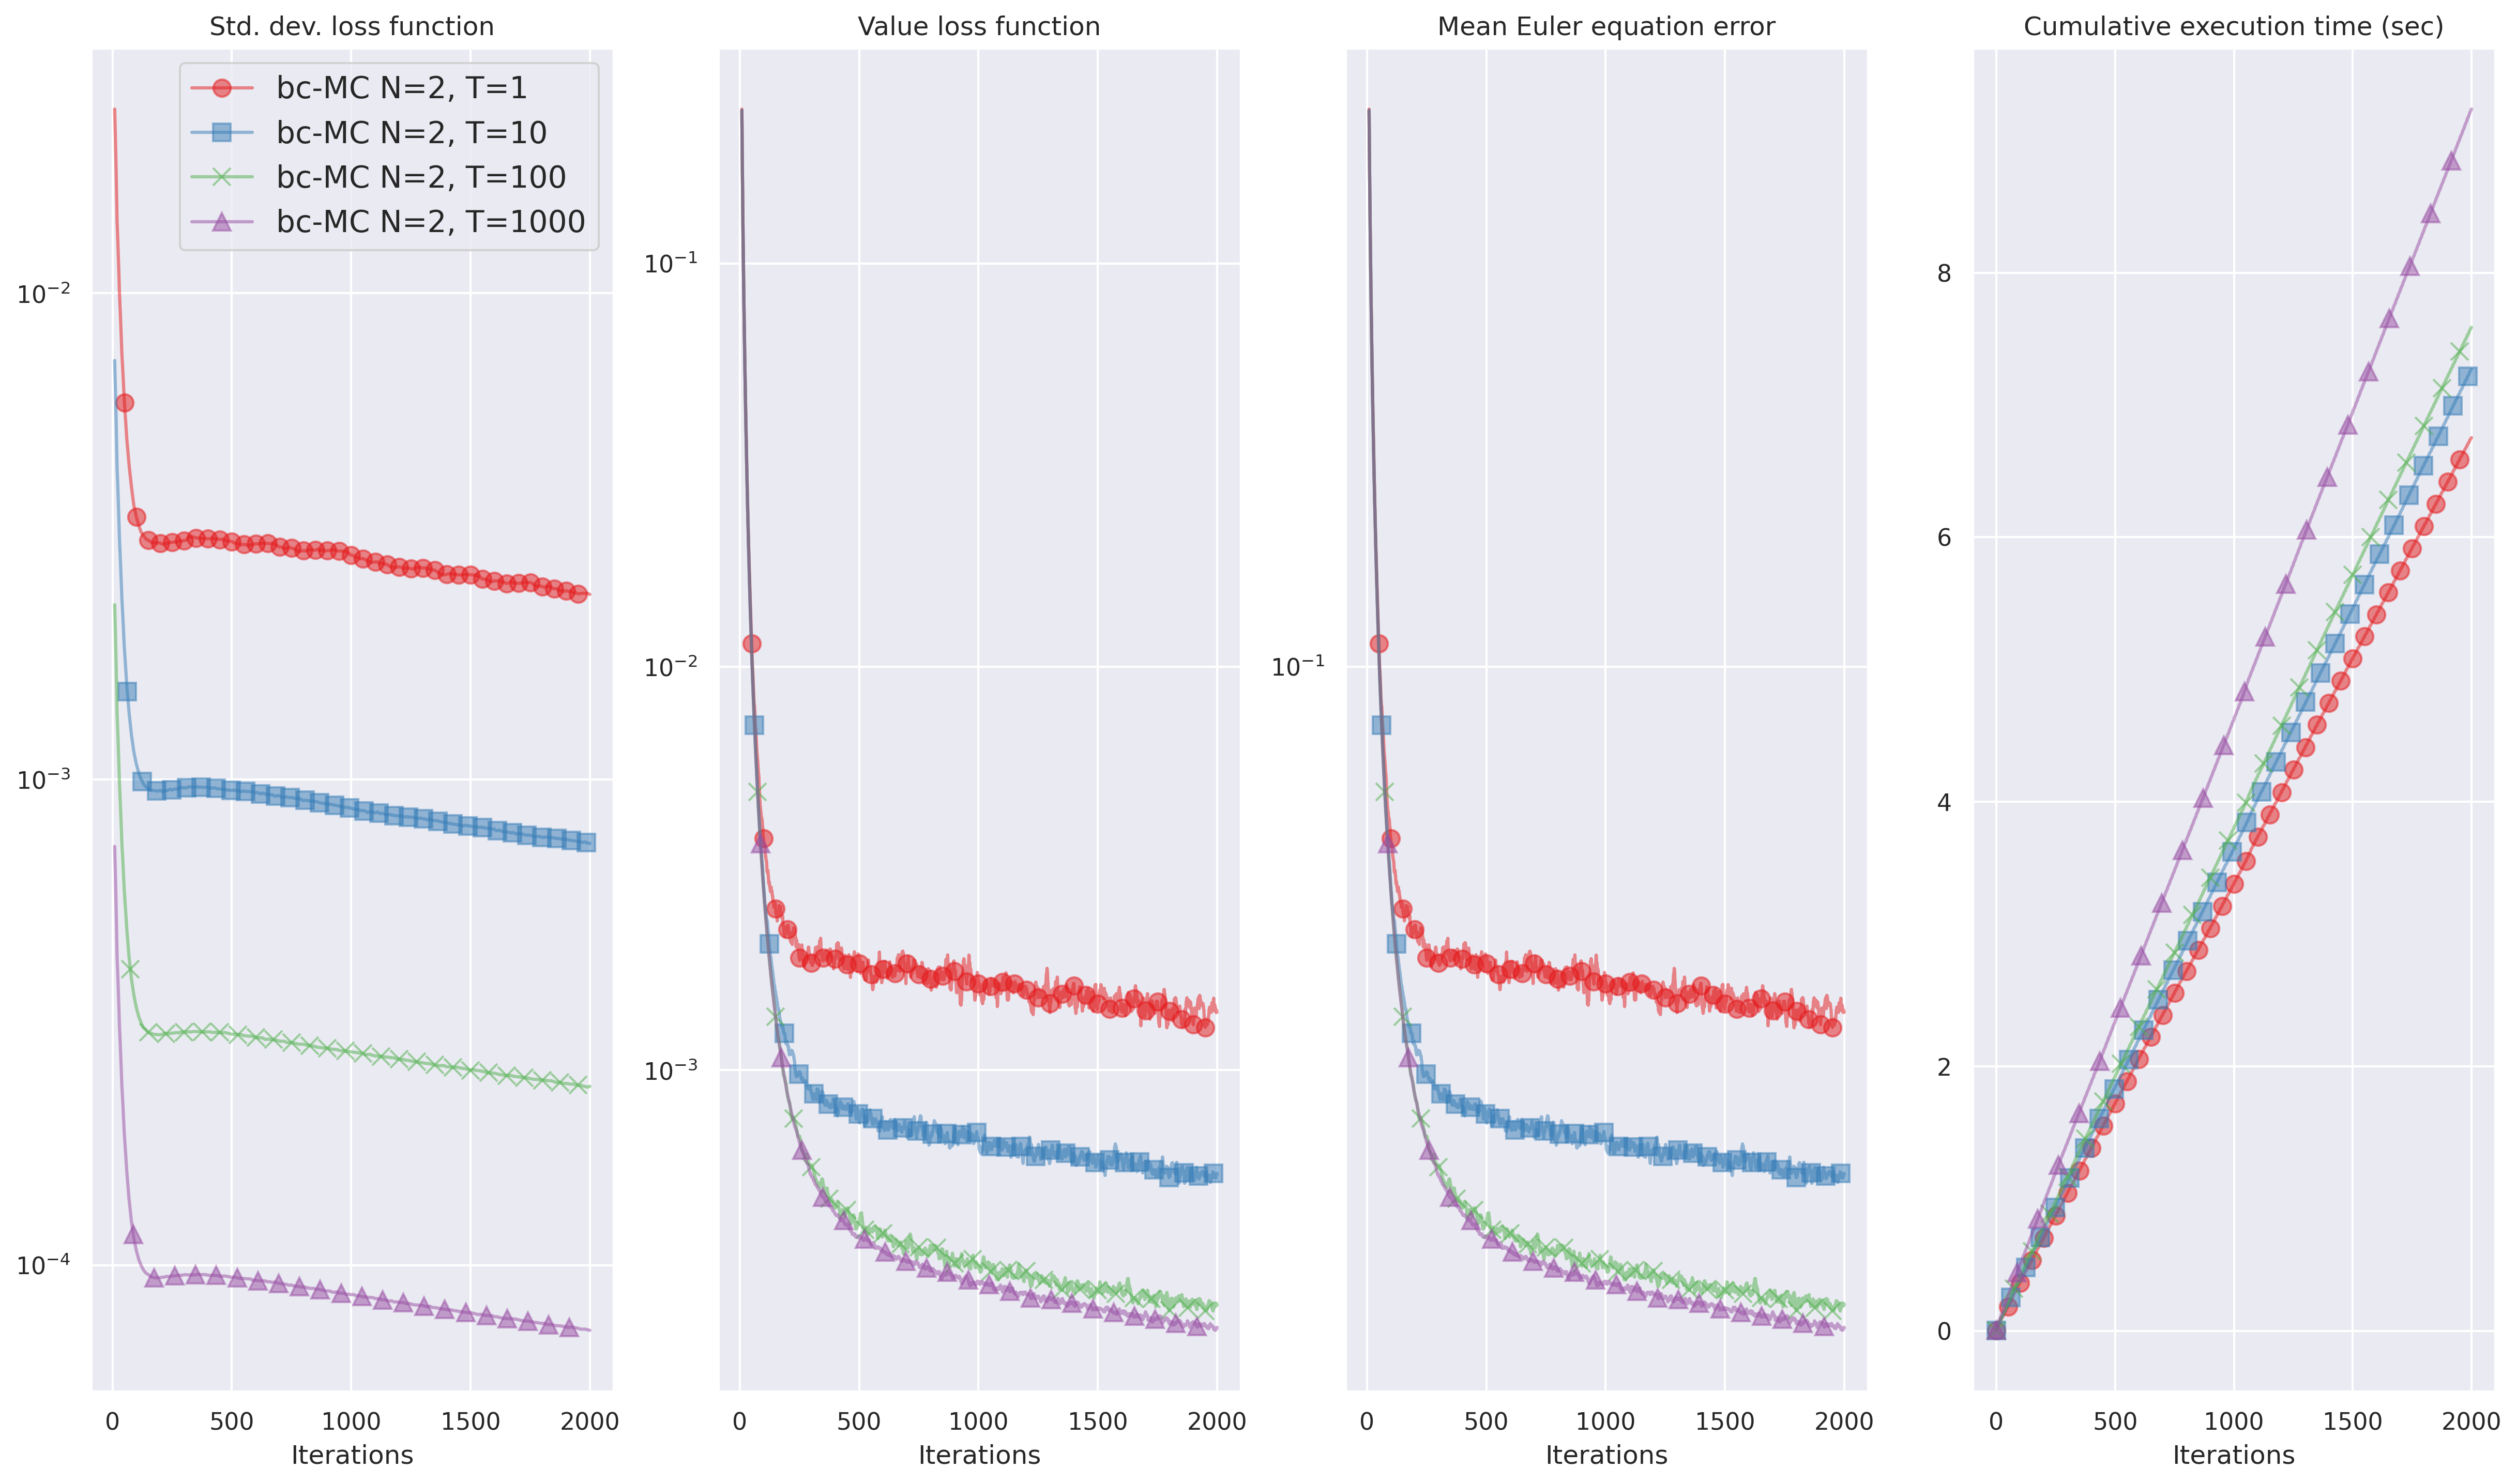 Std. dev. loss function
bc-MC N=2, T=1
bc-MC N=2, T=10
bc-MC N=2, T=100
bc-MC N=2, T=1000
10⁻²
10⁻³
10⁻⁴
0 500 1000 1500 2000
Iterations
Value loss function
10⁻¹
10⁻²
10⁻³
0 500 1000 1500 2000
Iterations
Mean Euler equation error
10⁻¹
0 500 1000 1500 2000
Iterations
Cumulative execution time (sec)
8
6
4
2
0
0 500 1000 1500 2000
Iterations